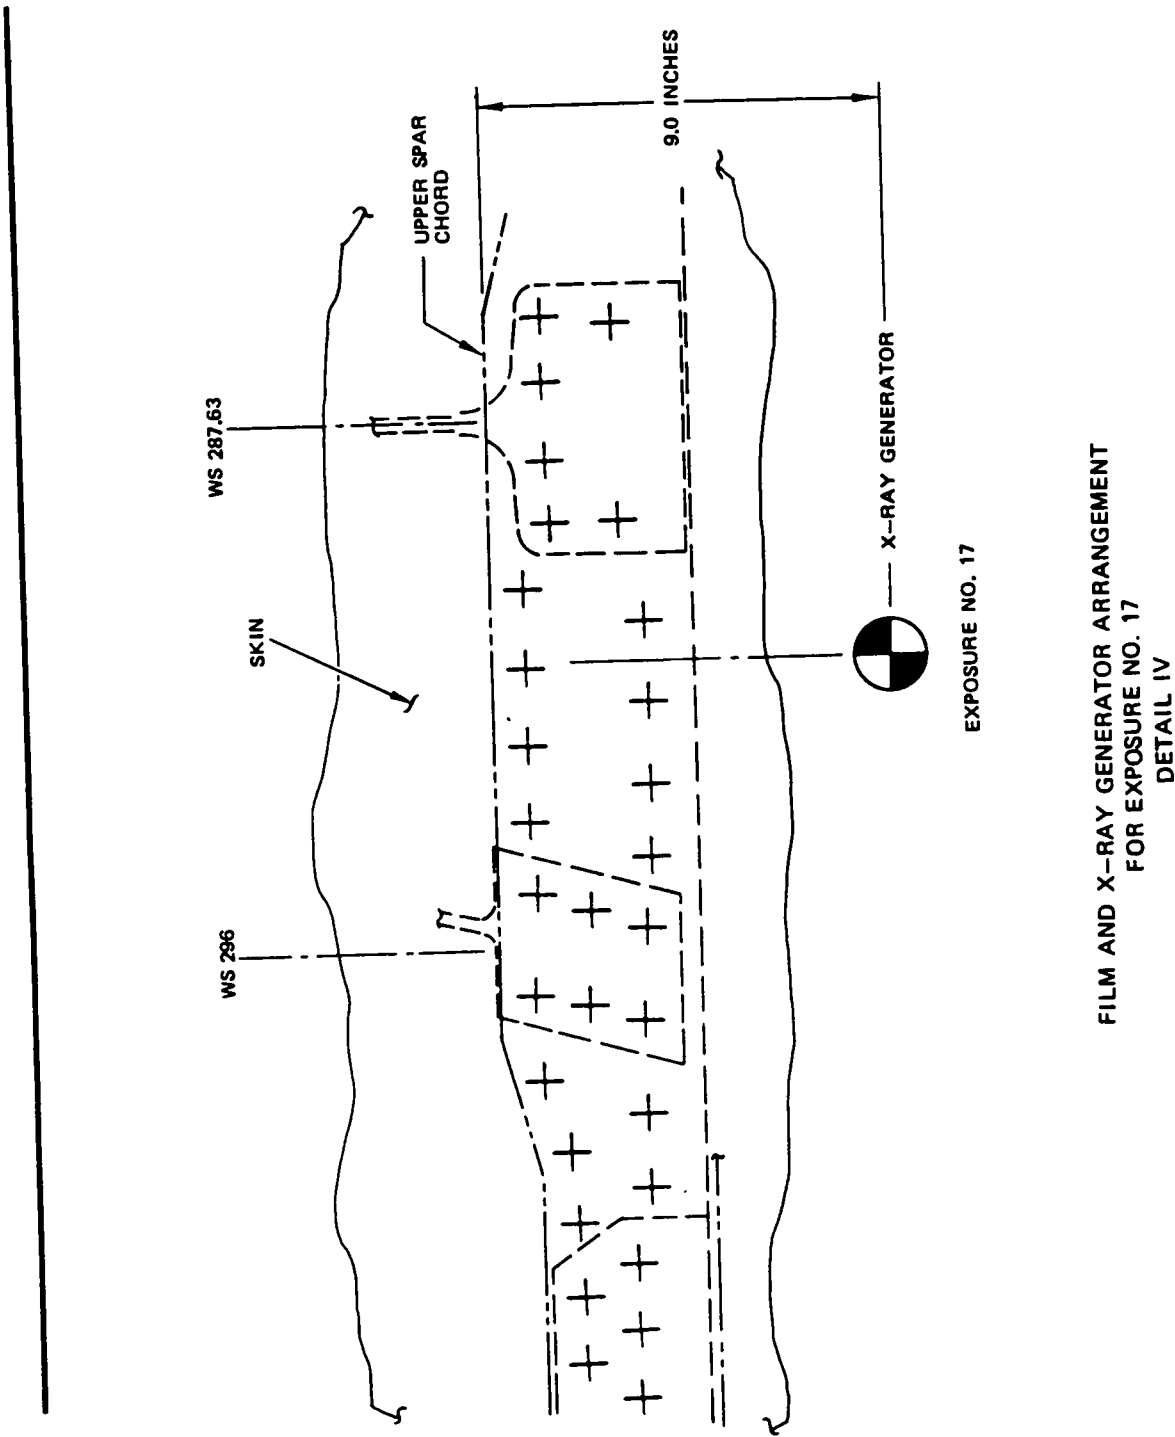 WS 296
SKIN
WS 287.63
UPPER SPAR
CHORD
9.0 INCHES
X–RAY GENERATOR
EXPOSURE NO. 17
FILM AND X–RAY GENERATOR ARRANGEMENT
FOR EXPOSURE NO. 17
DETAIL IV